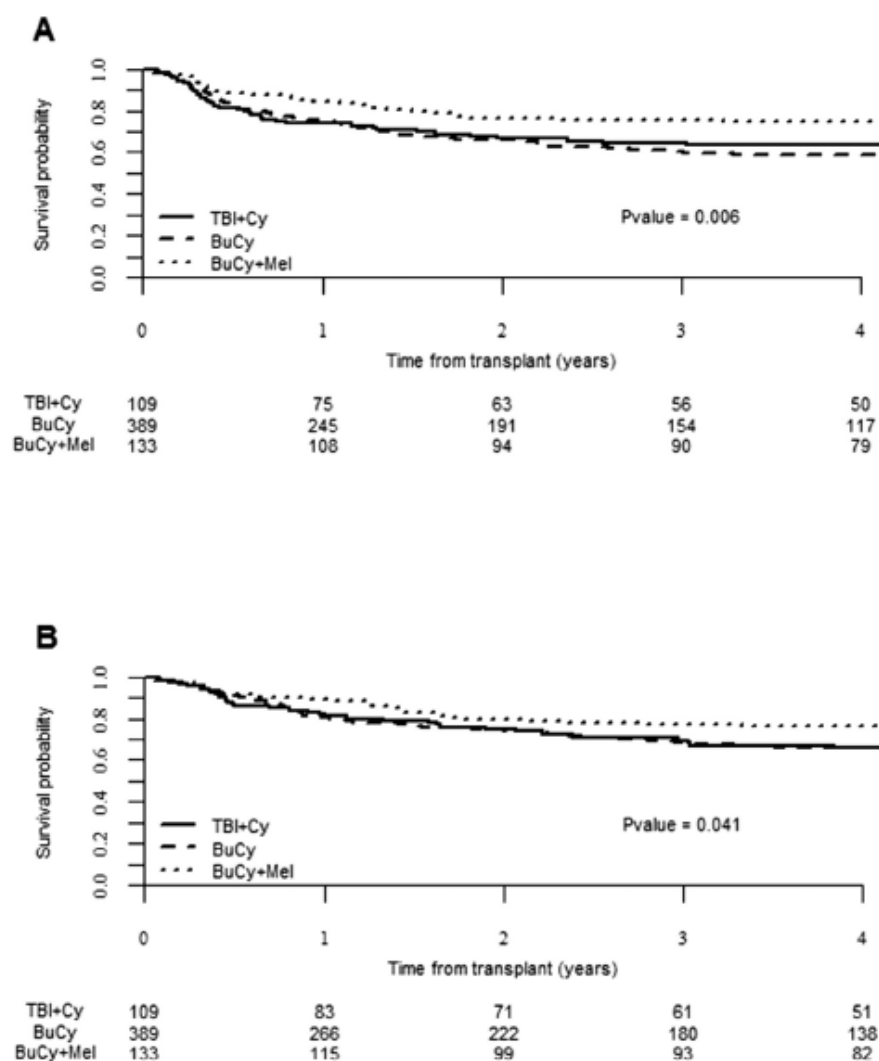 A
Survival probability
1.0
0.8
0.6
0.4
0.2
0.0
TBI+Cy
BuCy
BuCy+Mel
Pvalue = 0.006
0 1 2 3 4
Time from transplant (years)
TBI+Cy 109 75 63 56 50
BuCy 389 245 191 154 117
BuCy+Mel 133 108 94 90 79
B
Survival probability
1.0
0.8
0.6
0.4
0.2
0.0
TBI+Cy
BuCy
BuCy+Mel
Pvalue = 0.041
0 1 2 3 4
Time from transplant (years)
TBI+Cy 109 83 71 61 51
BuCy 389 266 222 180 138
BuCy+Mel 133 115 99 93 82